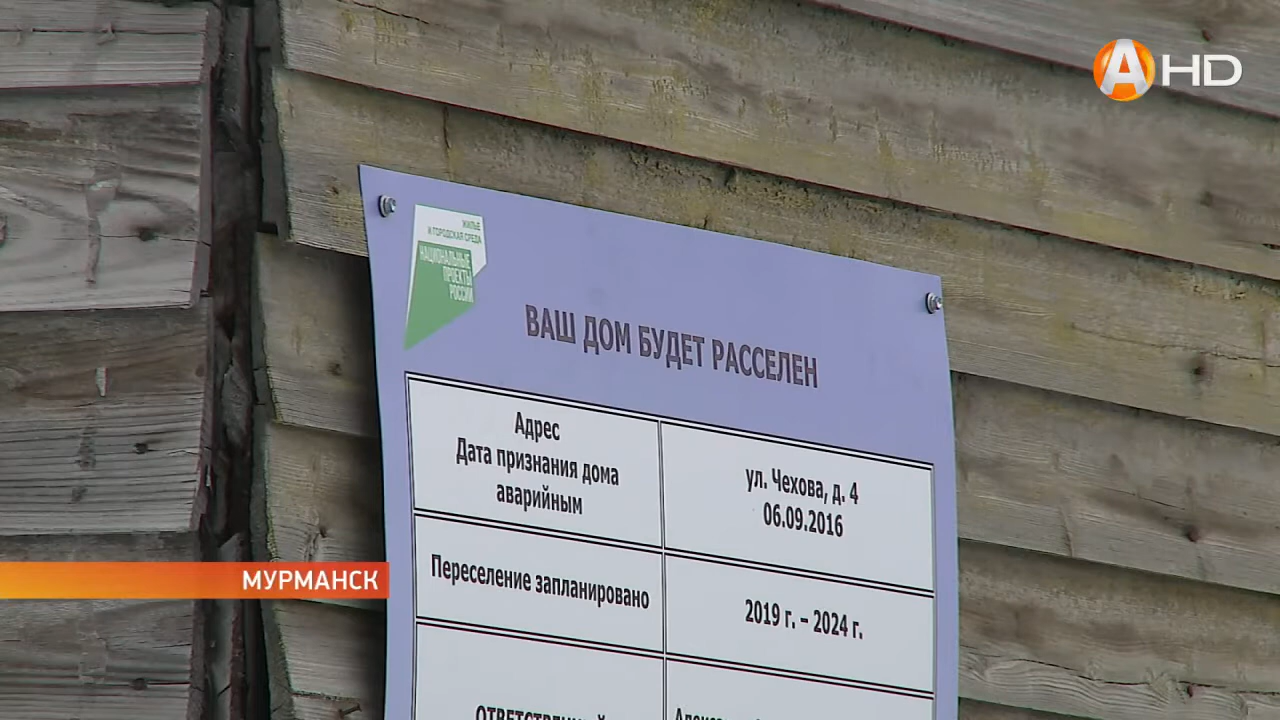 А HD
ЖИЛЬЁ
И ГОРОДСКАЯ СРЕДА
НАЦИОНАЛЬНЫЕ
ПРОЕКТЫ
РОССИИ
ВАШ ДОМ БУДЕТ РАССЕЛЕН
Адрес
Дата признания дома
аварийным
ул. Чехова, д. 4
06.09.2016
Переселение запланировано
2019 г. – 2024 г.
МУРМАНСК